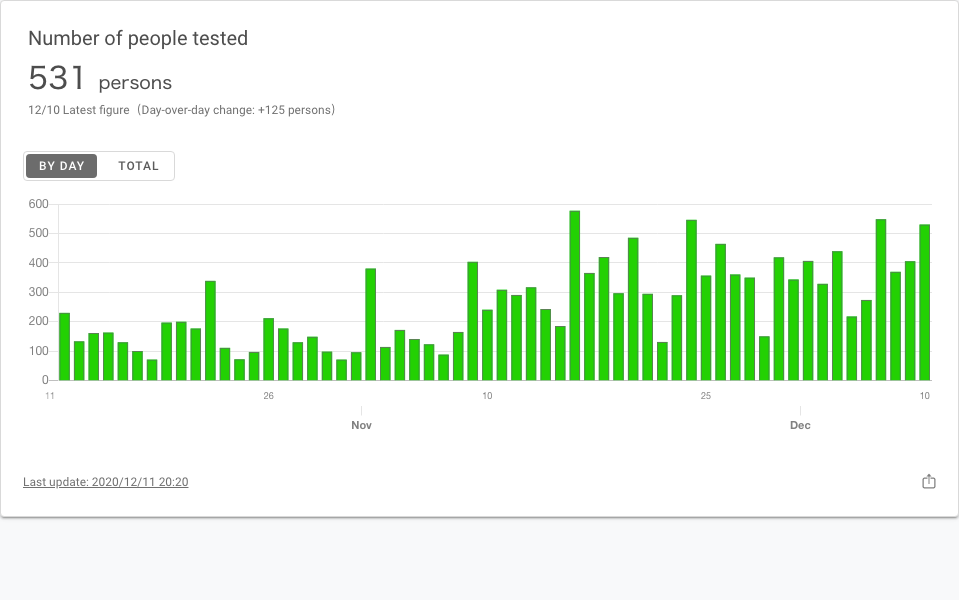 Number of people tested
531 persons
12/10 Latest figure（Day-over-day change: +125 persons）
BY DAY TOTAL
600
500
400
300
200
100
0
11 26 10 25 10
Nov Dec
Last update: 2020/12/11 20:20